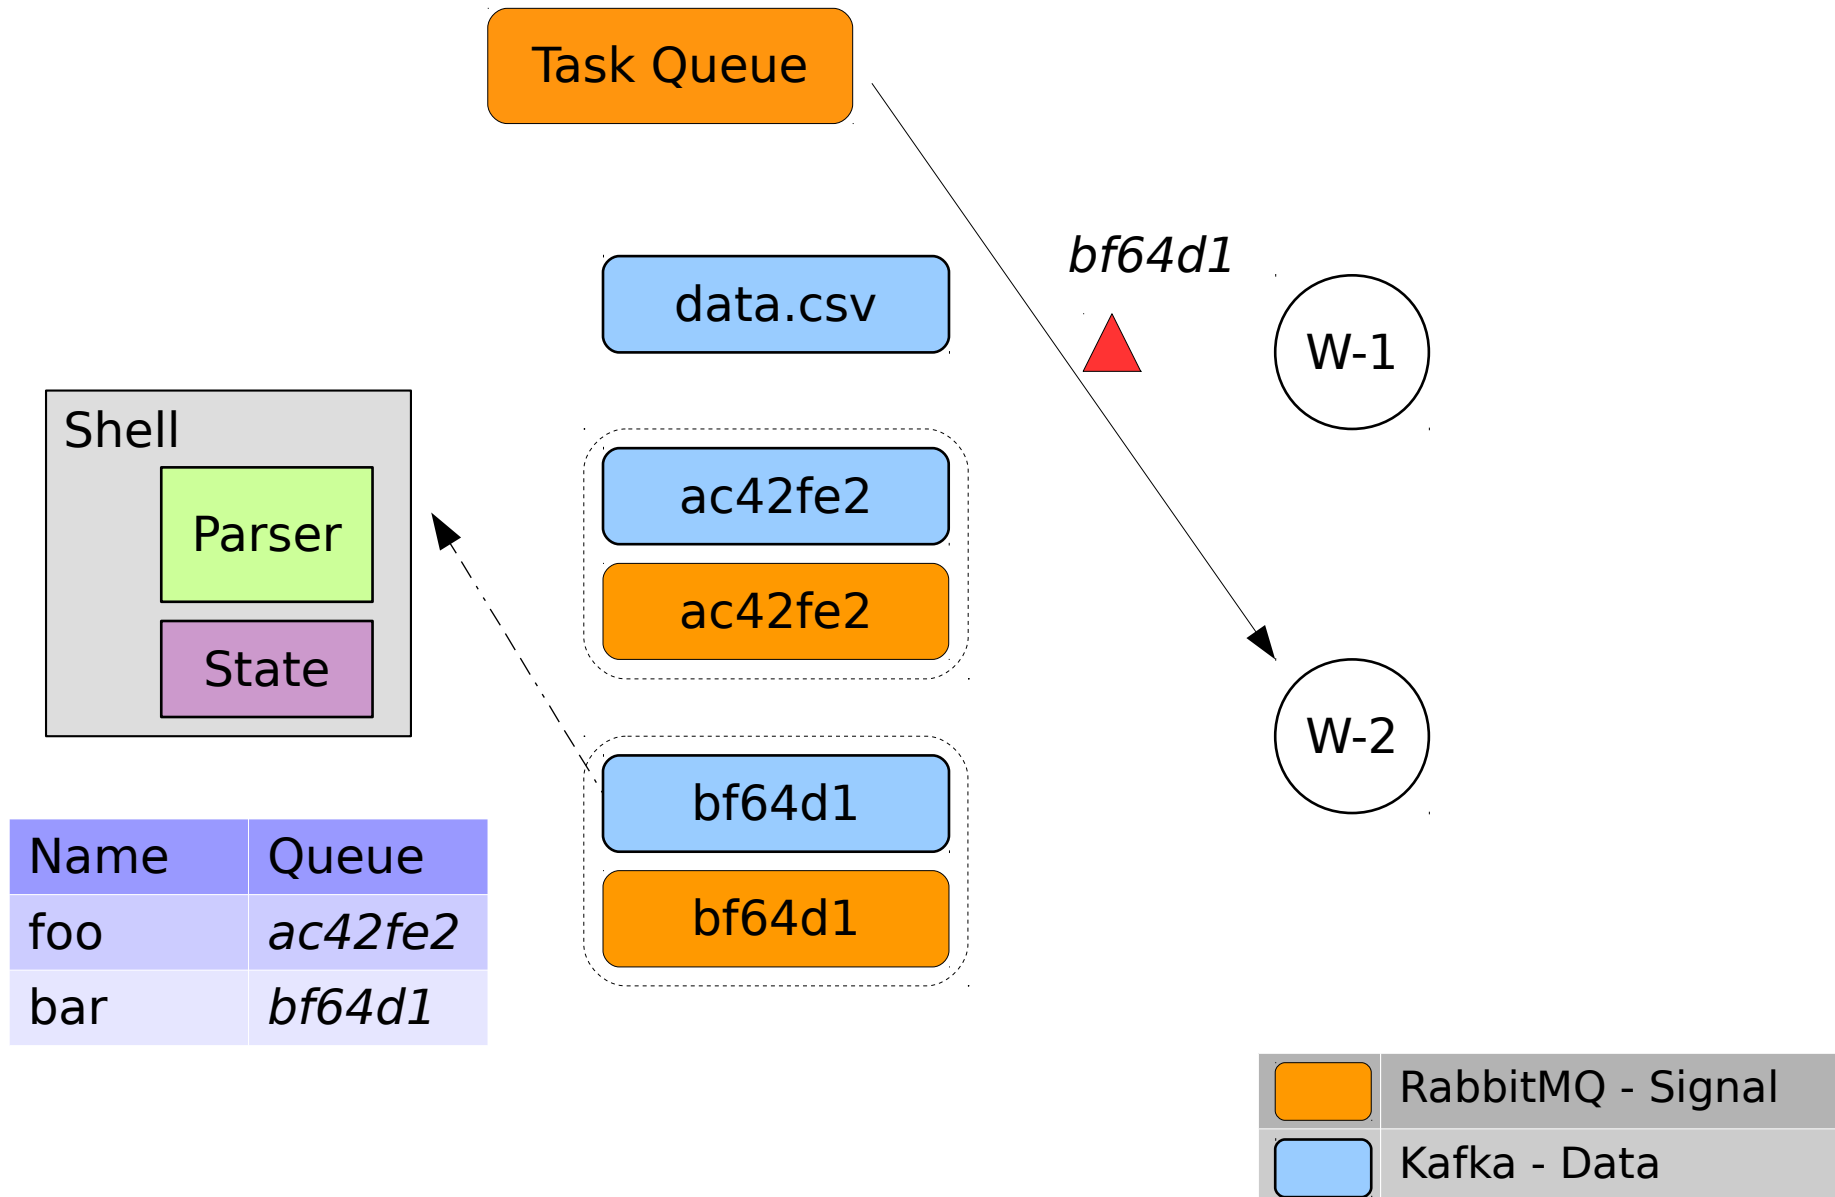 Task Queue
bf64d1
data.csv
W-1
Shell
Parser
State
ac42fe2
ac42fe2
W-2
bf64d1
bf64d1
Name Queue
foo ac42fe2
bar bf64d1
RabbitMQ - Signal
Kafka - Data